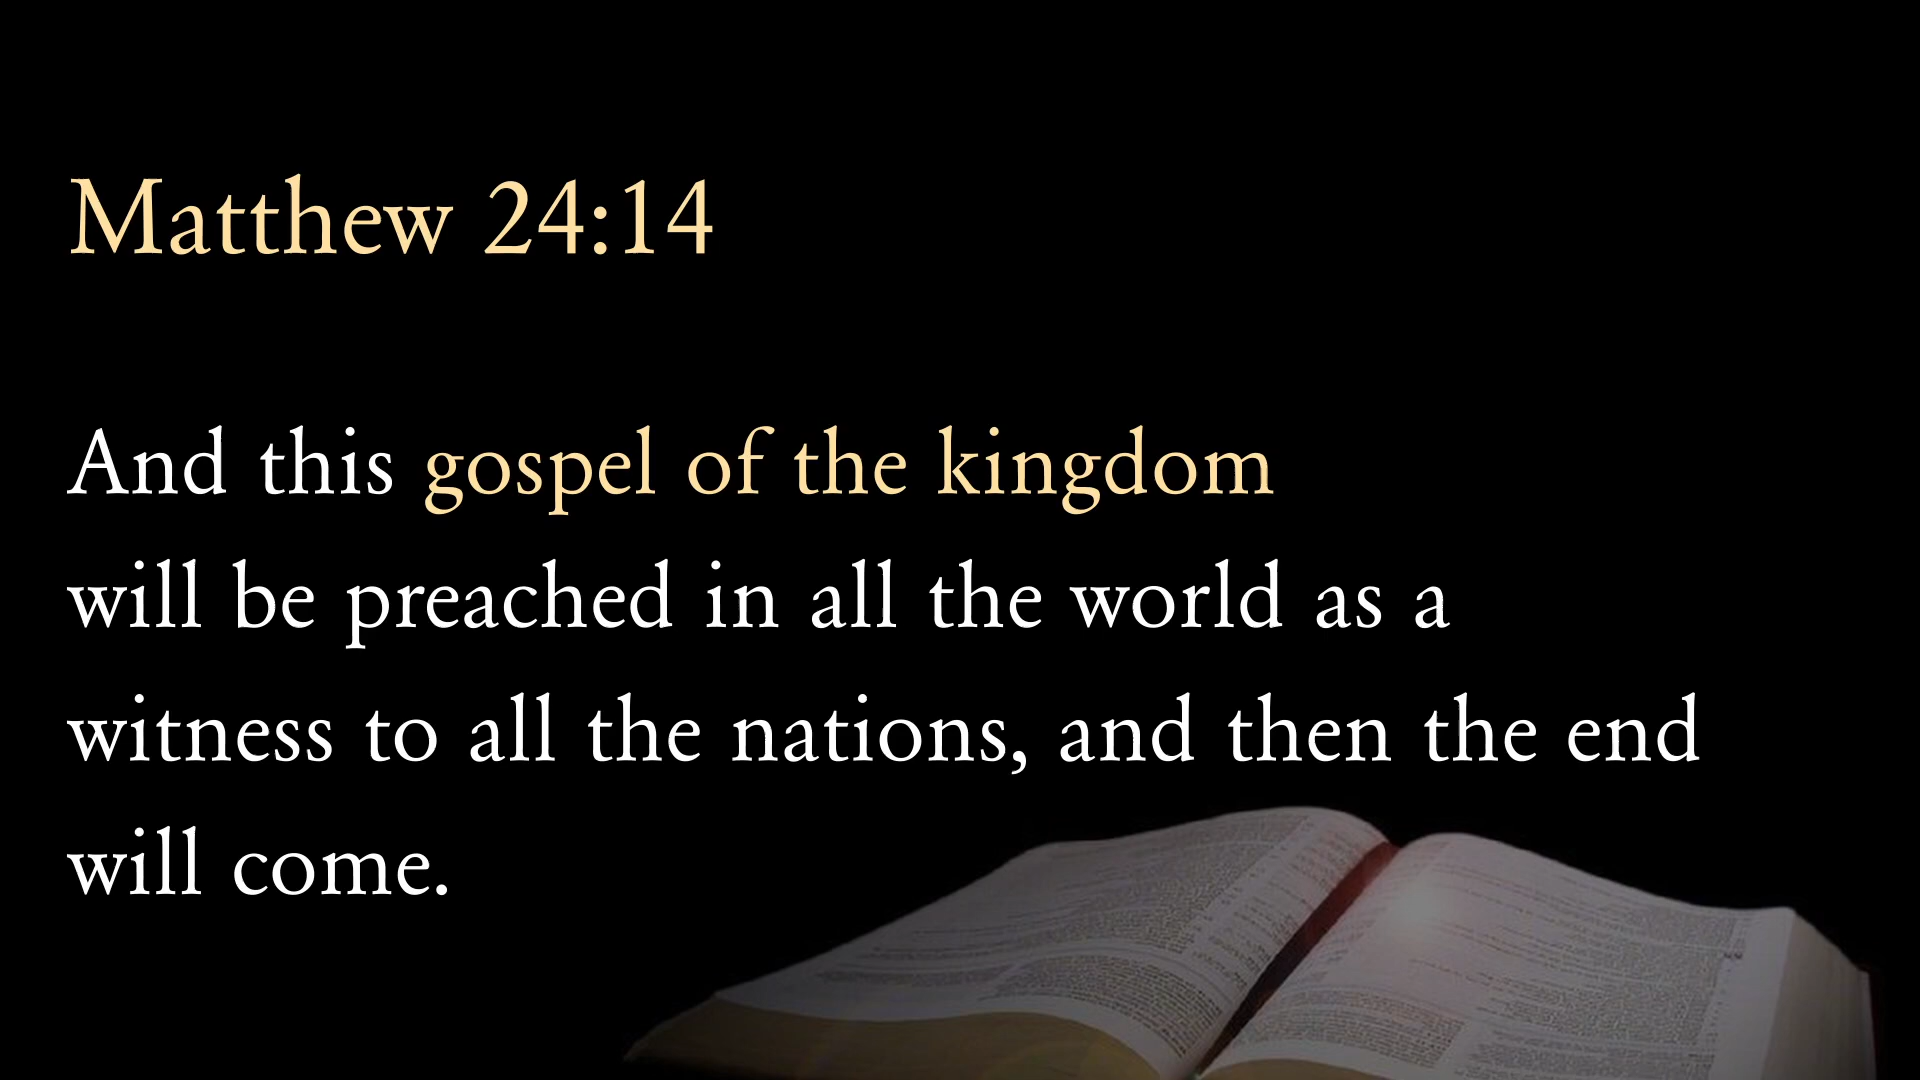 Matthew 24:14
And this gospel of the kingdom
will be preached in all the world as a
witness to all the nations, and then the end
will come.